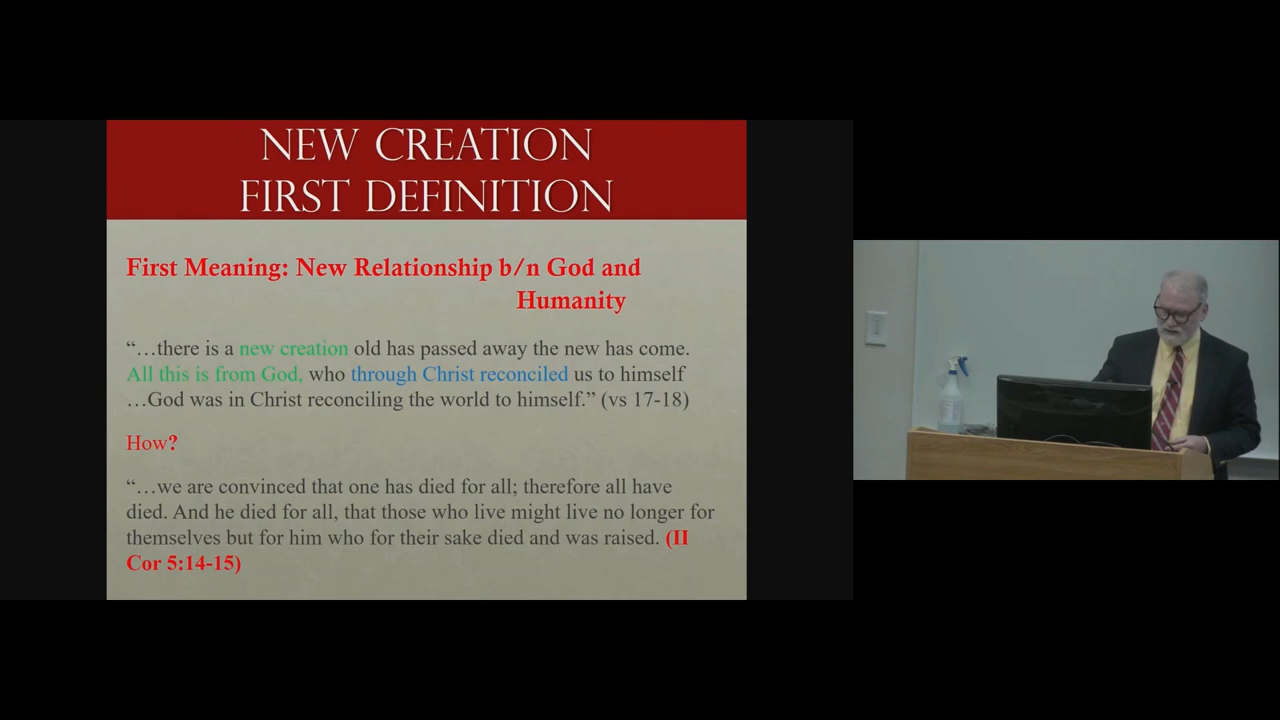 NEW CREATION
FIRST DEFINITION
First Meaning: New Relationship b/n God and
Humanity
“…there is a new creation old has passed away the new has come.
All this is from God, who through Christ reconciled us to himself
…God was in Christ reconciling the world to himself.” (vs 17-18)
How?
“…we are convinced that one has died for all; therefore all have
died. And he died for all, that those who live might live no longer for
themselves but for him who for their sake died and was raised. (II
Cor 5:14-15)